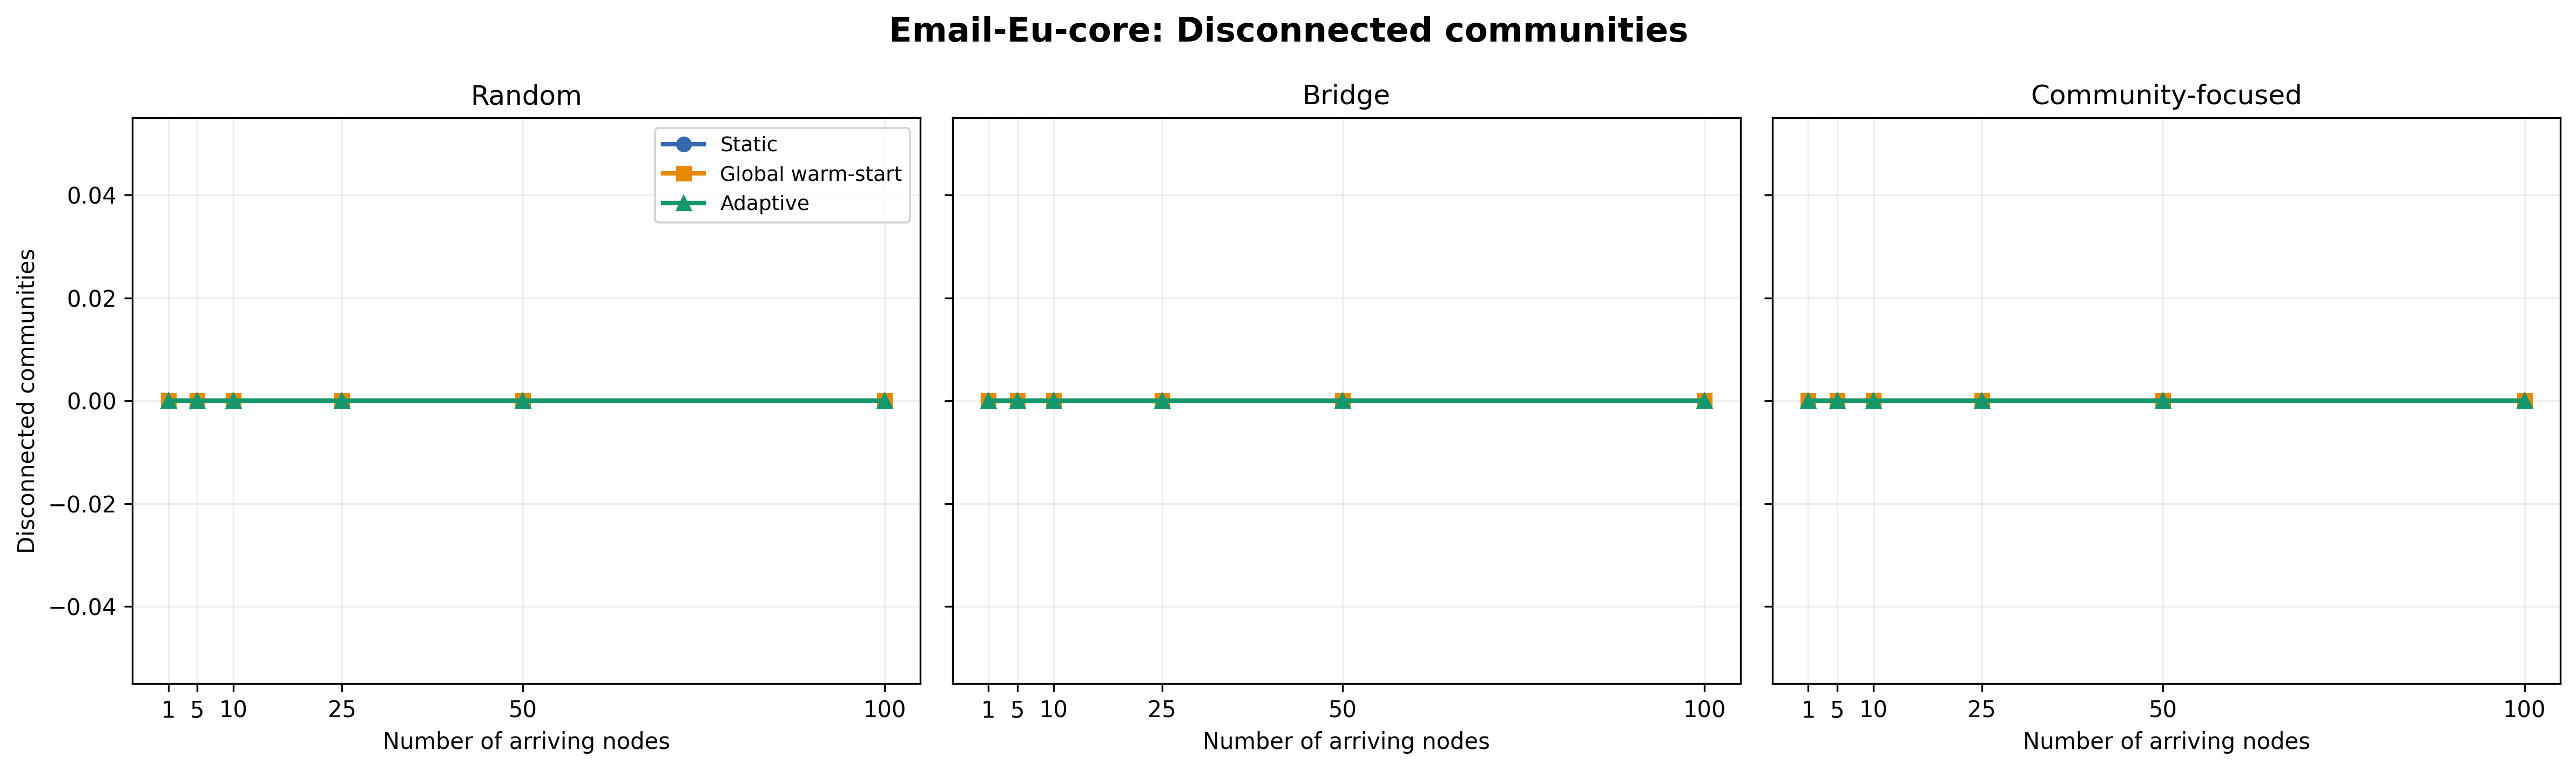 Email-Eu-core: Disconnected communities
Random
Bridge
Community-focused
Static
Global warm-start
Adaptive
Disconnected communities
0.04
0.02
0.00
−0.02
−0.04
1 5 10 25 50 100
1 5 10 25 50 100
1 5 10 25 50 100
Number of arriving nodes
Number of arriving nodes
Number of arriving nodes